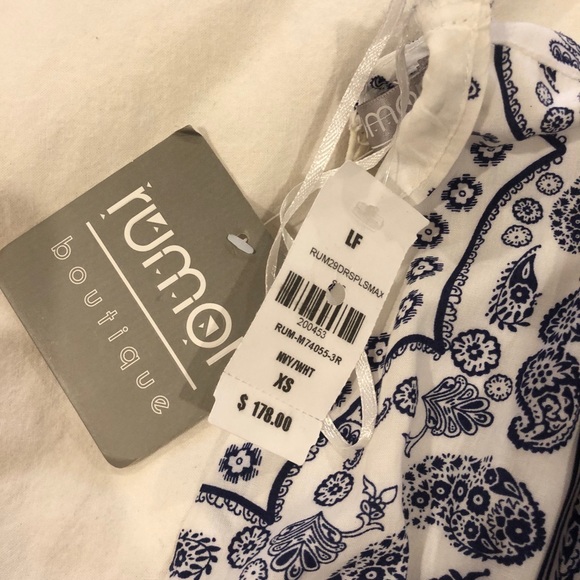 rumor
boutique
LF
RUM29DRSPLSMAX
200453
RUM-M74055-3R
NVY/WHT
XS
$ 178.00